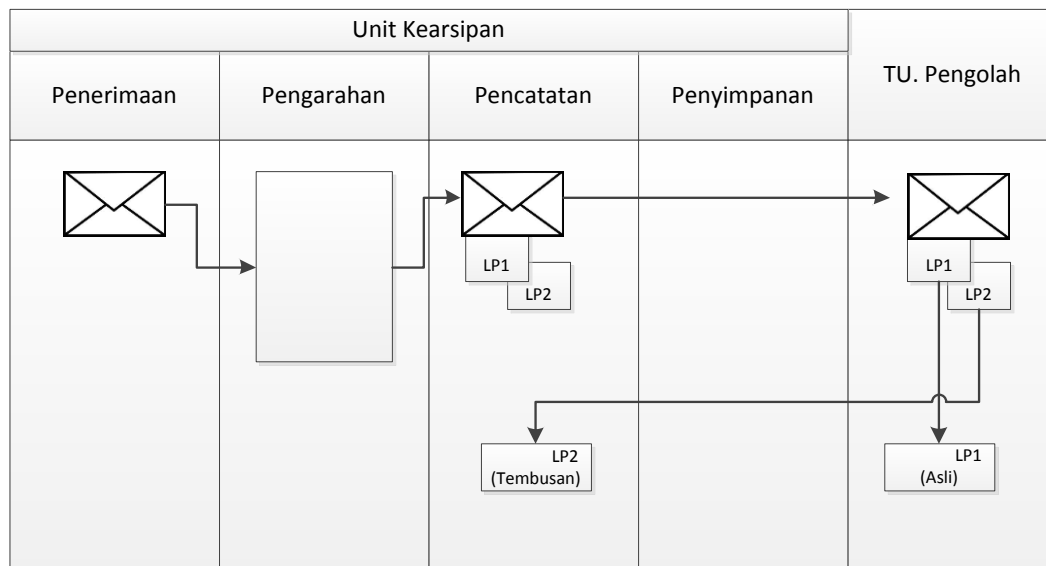 Unit Kearsipan
TU. Pengolah
Penerimaan
Pengarahan
Pencatatan
Penyimpanan
LP1
LP2
LP1
LP2
LP2
(Tembusan)
LP1
(Asli)